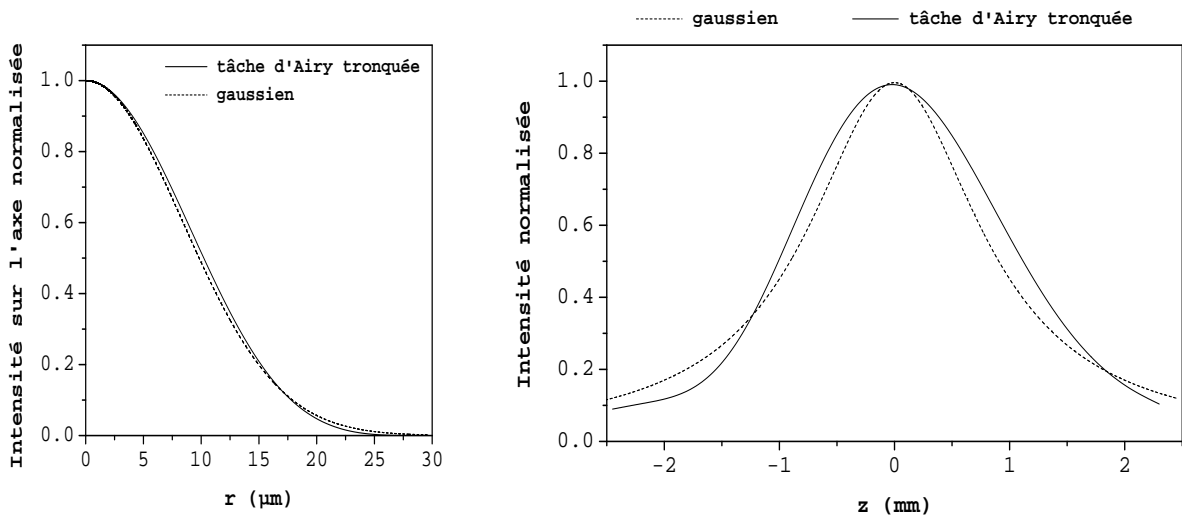 Intensité sur l'axe normalisée
tâche d'Airy tronquée
gaussien
1.0
0.8
0.6
0.4
0.2
0.0
0 5 10 15 20 25 30
r (µm)
gaussien tâche d'Airy tronquée
Intensité normalisée
1.0
0.8
0.6
0.4
0.2
0.0
-2 -1 0 1 2
z (mm)